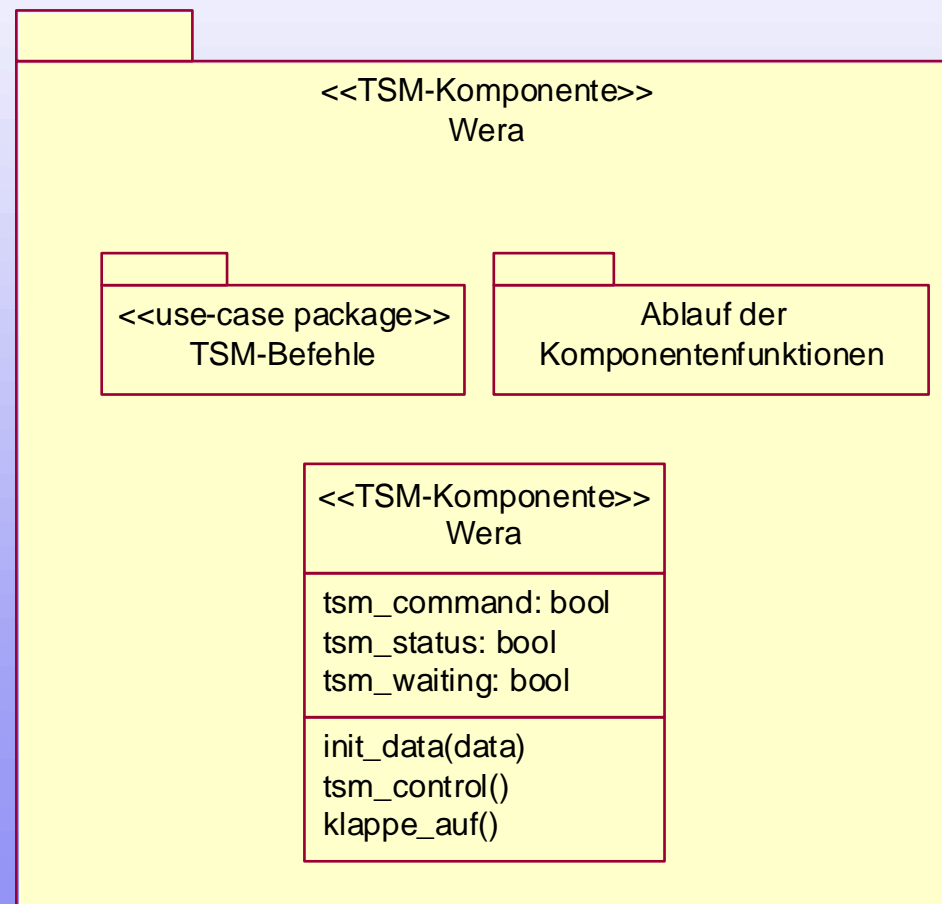 <<TSM-Komponente>>
Wera
<<use-case package>>
TSM-Befehle
Ablauf der
Komponentenfunktionen
<<TSM-Komponente>>
Wera
tsm_command: bool
tsm_status: bool
tsm_waiting: bool
init_data(data)
tsm_control()
klappe_auf()